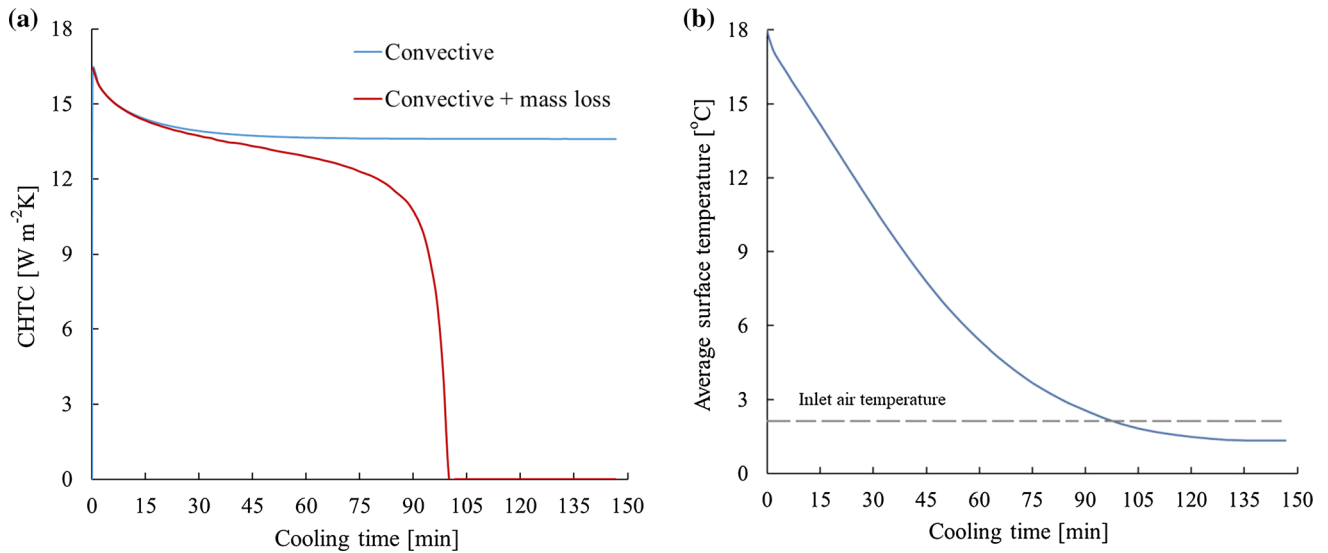 (a)
18
15
12
9
6
3
0
CHTC [W m-2K]
Convective
Convective + mass loss
0 15 30 45 60 75 90 105 120 135 150
Cooling time [min]
(b)
18
15
12
9
6
3
0
Average surface temperature [oC]
Inlet air temperature
0 15 30 45 60 75 90 105 120 135 150
Cooling time [min]